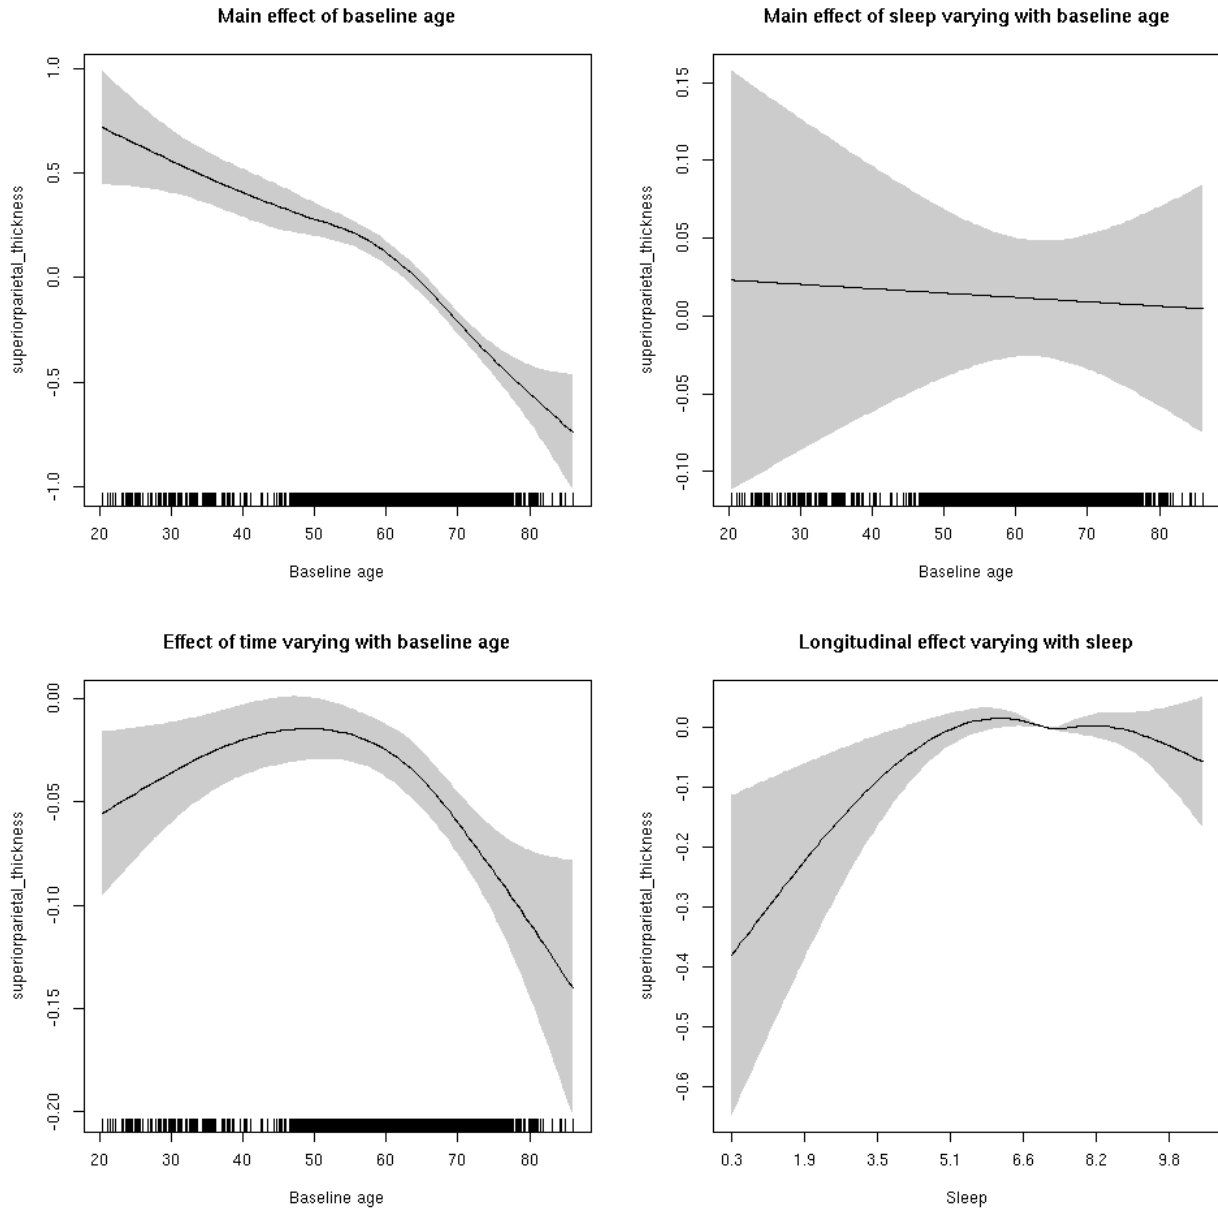 Main effect of baseline age
superiorparietal_thickness
1.0
0.5
0.0
-0.5
-1.0
20 30 40 50 60 70 80
Baseline age
Main effect of sleep varying with baseline age
superiorparietal_thickness
0.15
0.10
0.05
0.00
-0.05
-0.10
20 30 40 50 60 70 80
Baseline age
Effect of time varying with baseline age
superiorparietal_thickness
0.00
-0.05
-0.10
-0.15
-0.20
20 30 40 50 60 70 80
Baseline age
Longitudinal effect varying with sleep
superiorparietal_thickness
0.0
-0.1
-0.2
-0.3
-0.4
-0.5
-0.6
0.3 1.9 3.5 5.1 6.6 8.2 9.8
Sleep